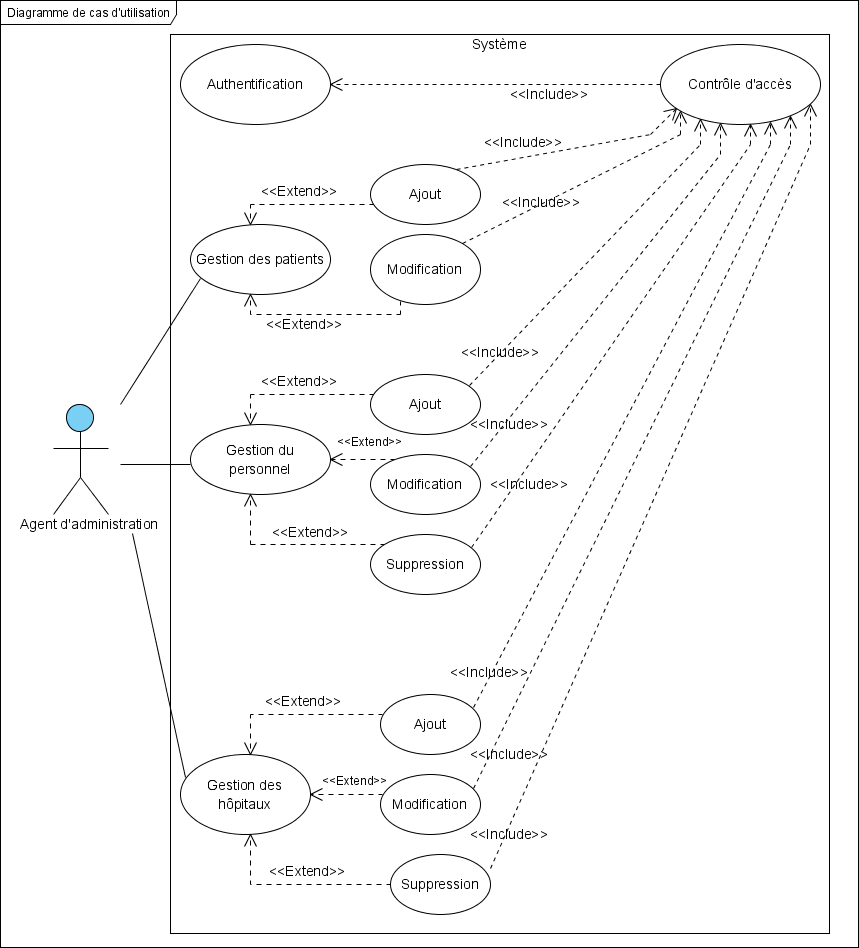 Diagramme de cas d'utilisation
Système
Authentification
Contrôle d'accès
<<Include>>
<<Include>>
<<Extend>>
Ajout
<<Include>>
Gestion des patients
Modification
<<Extend>>
<<Include>>
<<Extend>>
Ajout
<<Include>>
Gestion du
personnel
<<Extend>>
Modification
<<Include>>
<<Extend>>
Suppression
Agent d'administration
<<Include>>
<<Extend>>
Ajout
<<Include>>
Gestion des
hôpitaux
<<Extend>>
Modification
<<Include>>
<<Extend>>
Suppression